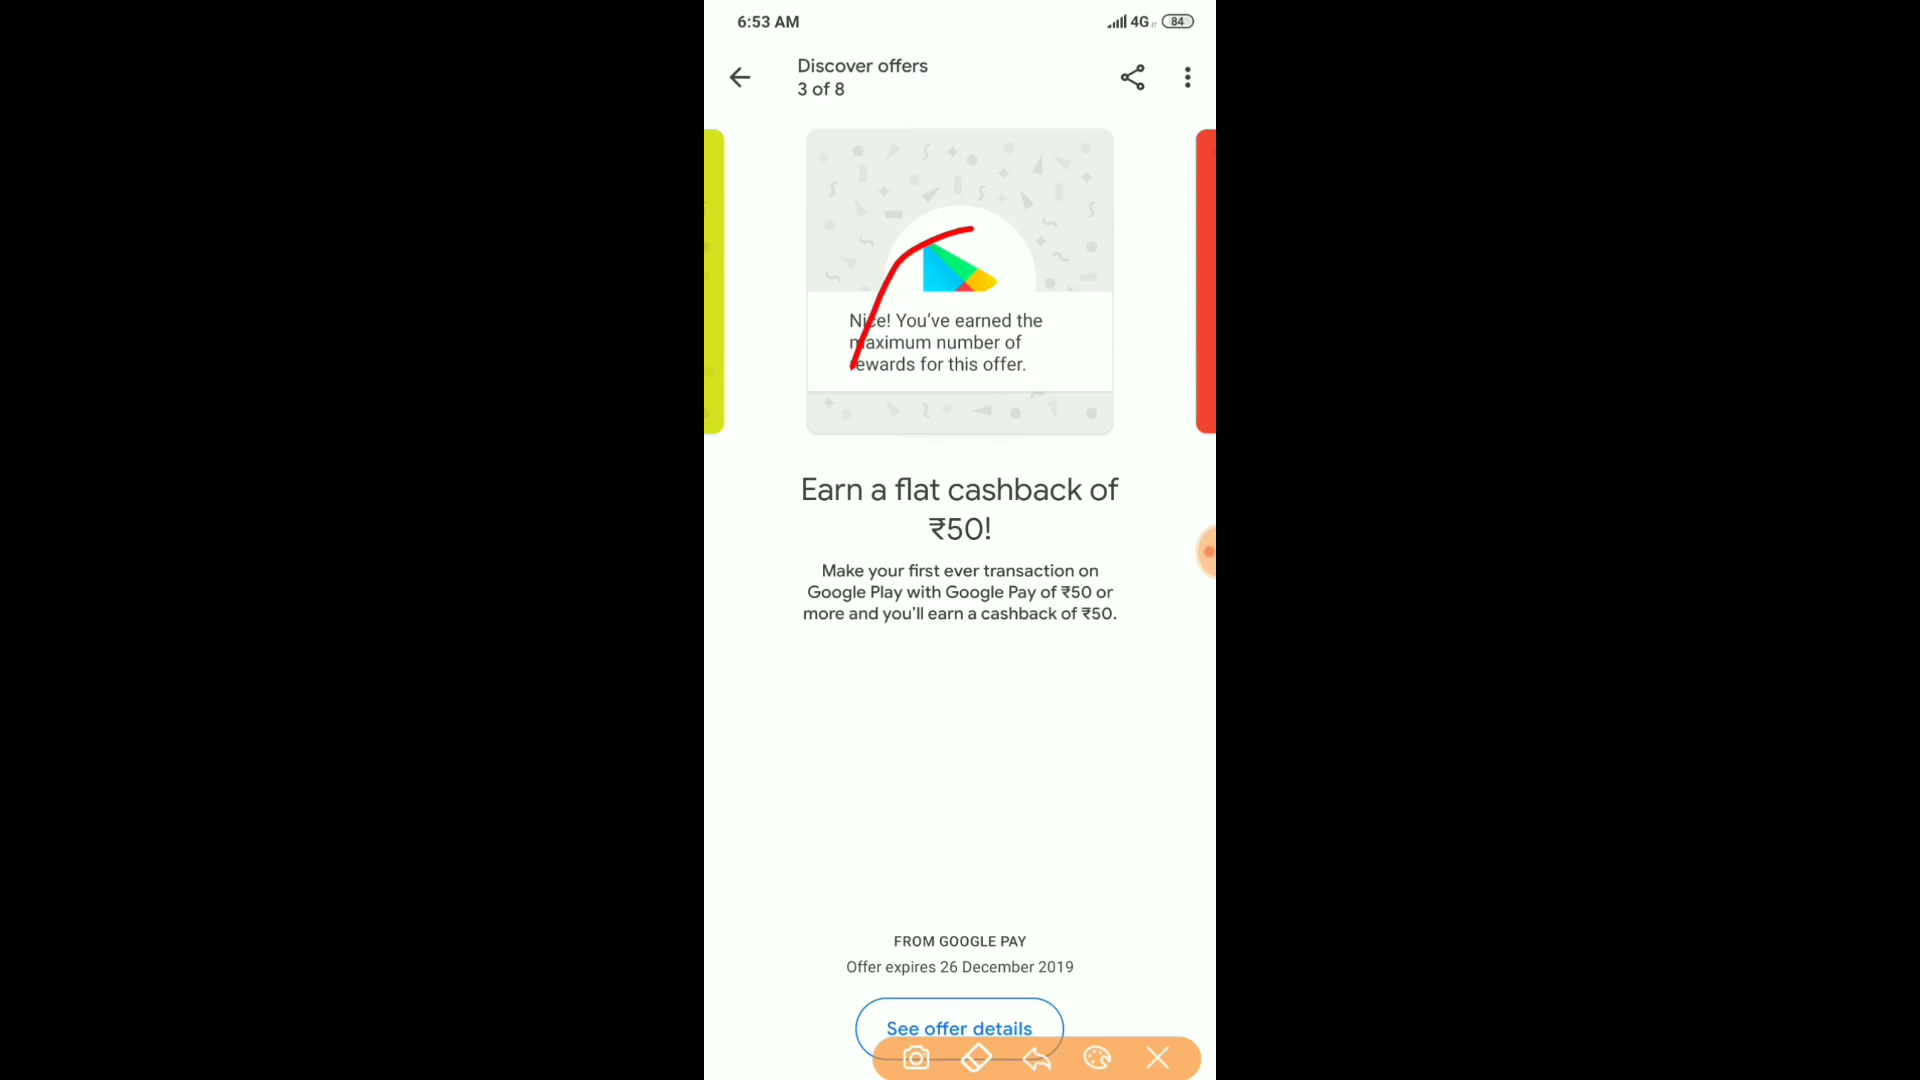 6:53 AM
4G
84
Discover offers
3 of 8
Nice! You've earned the
maximum number of
rewards for this offer.
Earn a flat cashback of
₹50!
Make your first ever transaction on
Google Play with Google Pay of ₹50 or
more and you'll earn a cashback of ₹50.
FROM GOOGLE PAY
Offer expires 26 December 2019
See offer details